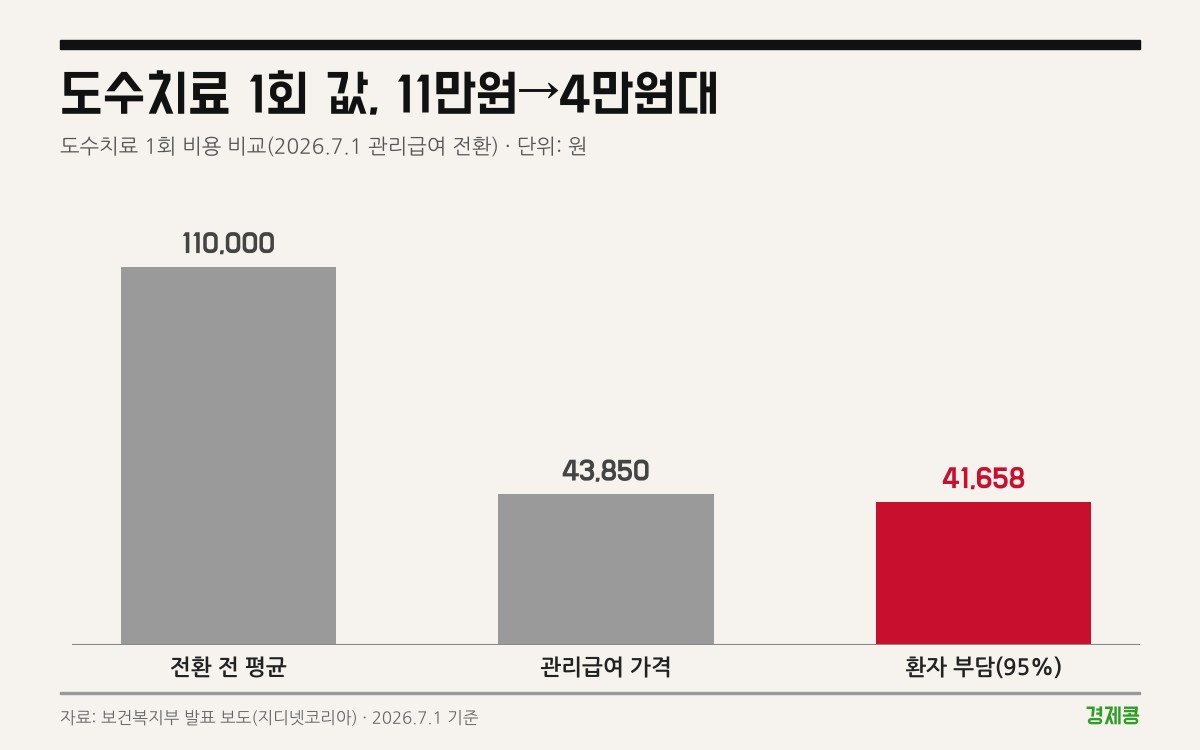 도수치료 1회 값, 11만원→4만원대
도수치료 1회 비용 비교(2026.7.1 관리급여 전환) · 단위: 원
110,000
43,850
41,658
전환 전 평균
관리급여 가격
환자 부담(95%)
자료: 보건복지부 발표 보도(지디넷코리아) · 2026.7.1 기준
경제콩